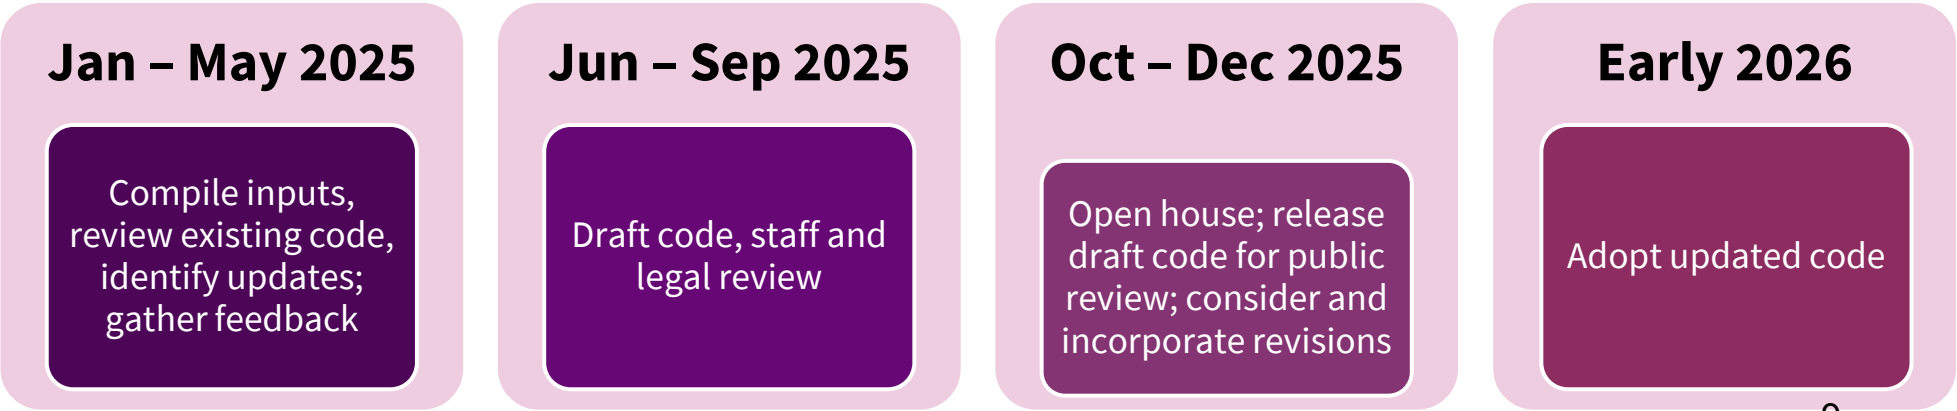 Jan – May 2025
Compile inputs,
review existing code,
identify updates;
gather feedback
Jun – Sep 2025
Draft code, staff and
legal review
Oct – Dec 2025
Open house; release
draft code for public
review; consider and
incorporate revisions
Early 2026
Adopt updated code